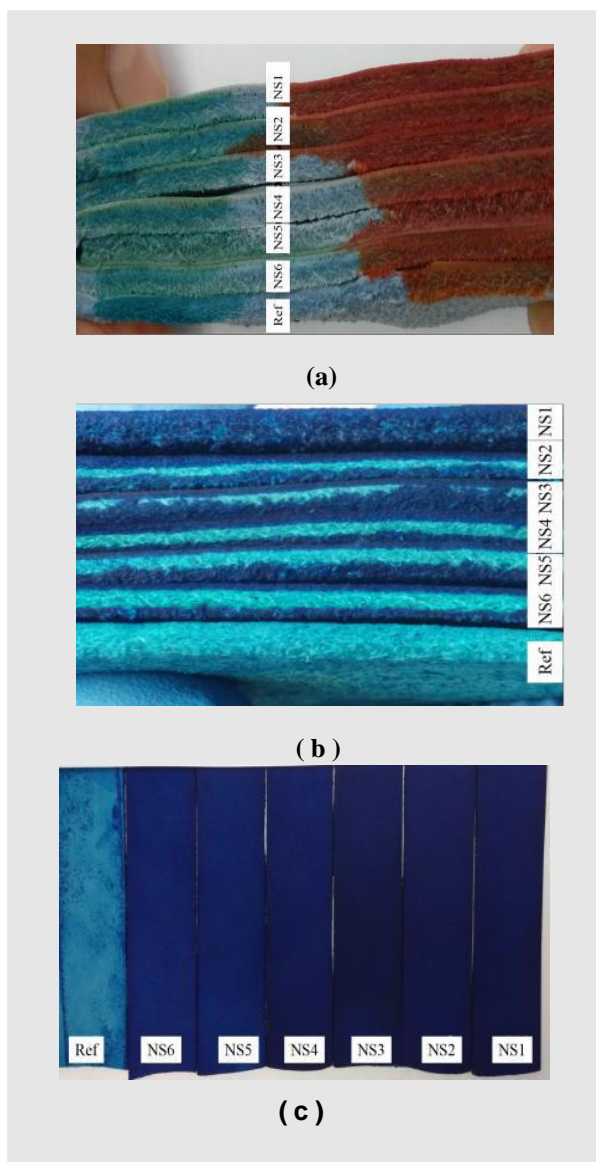 NS1
NS2
NS3
NS4
NS5
NS6
Ref
(a)
NS1
NS2
NS3
NS4
NS5
NS6
Ref
( b )
Ref NS6 NS5 NS4 NS3 NS2 NS1
( c )